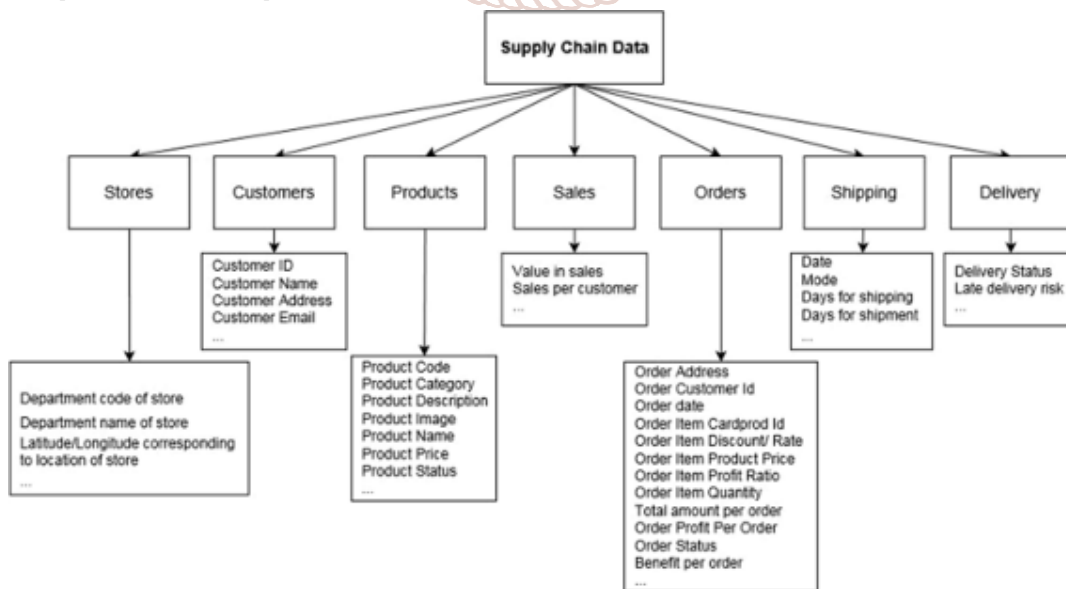 Supply Chain Data
Stores
Customers
Products
Sales
Orders
Shipping
Delivery
Department code of store
Department name of store
Latitude/Longitude corresponding
to location of store
...
Customer ID
Customer Name
Customer Address
Customer Email
...
Product Code
Product Category
Product Description
Product Image
Product Name
Product Price
Product Status
...
Value in sales
Sales per customer
...
Order Address
Order Customer Id
Order date
Order Item Cardprod Id
Order Item Discount/ Rate
Order Item Product Price
Order Item Profit Ratio
Order Item Quantity
Total amount per order
Order Profit Per Order
Order Status
Benefit per order
...
Date
Mode
Days for shipping
Days for shipment
...
Delivery Status
Late delivery risk
...